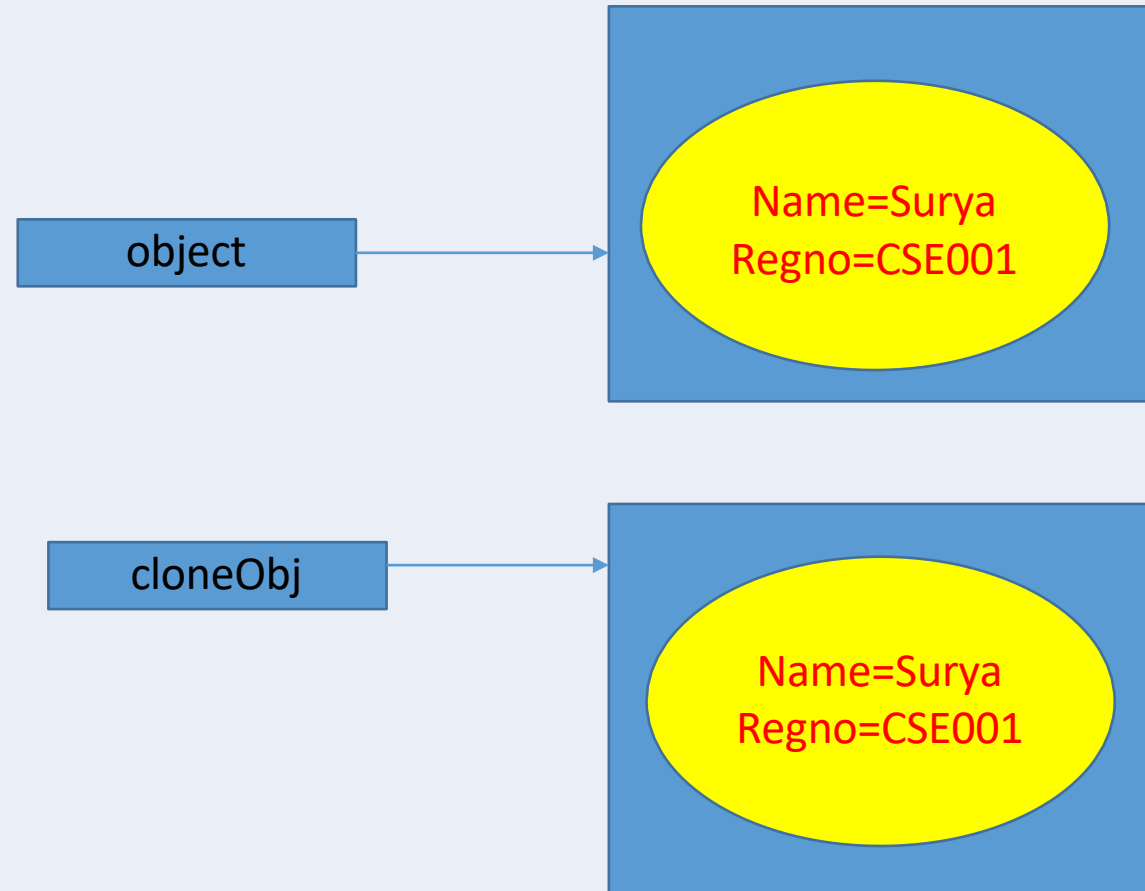 object
Name=Surya
Regno=CSE001
cloneObj
Name=Surya
Regno=CSE001